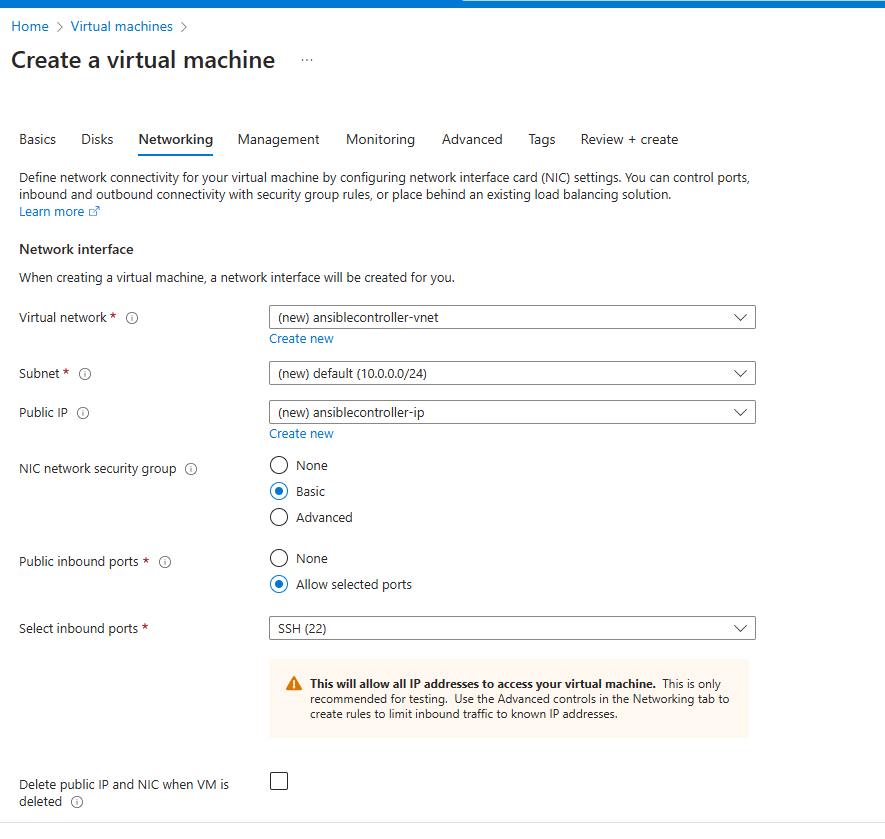 Home > Virtual machines >
Create a virtual machine ...
Basics Disks Networking Management Monitoring Advanced Tags Review + create
Define network connectivity for your virtual machine by configuring network interface card (NIC) settings. You can control ports,
inbound and outbound connectivity with security group rules, or place behind an existing load balancing solution.
Learn more
Network interface
When creating a virtual machine, a network interface will be created for you.
Virtual network * (new) ansiblecontroller-vnet
Create new
Subnet * (new) default (10.0.0.0/24)
Public IP (new) ansiblecontroller-ip
Create new
NIC network security group None
Basic
Advanced
Public inbound ports * None
Allow selected ports
Select inbound ports * SSH (22)
This will allow all IP addresses to access your virtual machine. This is only
recommended for testing. Use the Advanced controls in the Networking tab to
create rules to limit inbound traffic to known IP addresses.
Delete public IP and NIC when VM is
deleted